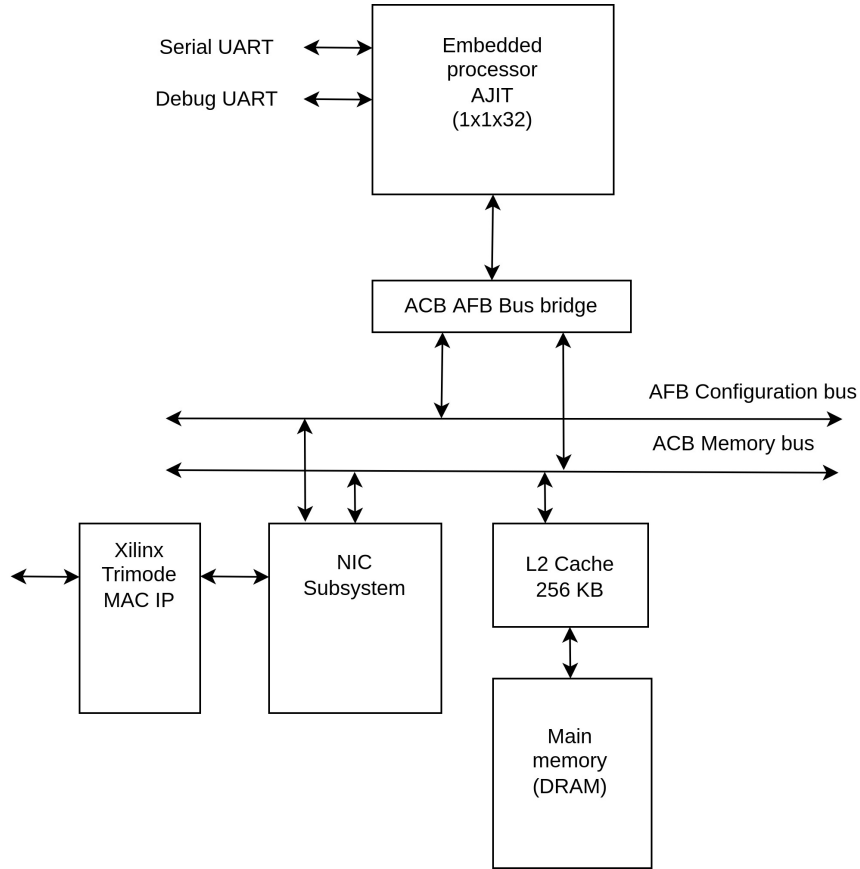 Serial UART
Debug UART
Embedded
processor
AJIT
(1x1x32)
ACB AFB Bus bridge
AFB Configuration bus
ACB Memory bus
Xilinx
Trimode
MAC IP
NIC
Subsystem
L2 Cache
256 KB
Main
memory
(DRAM)